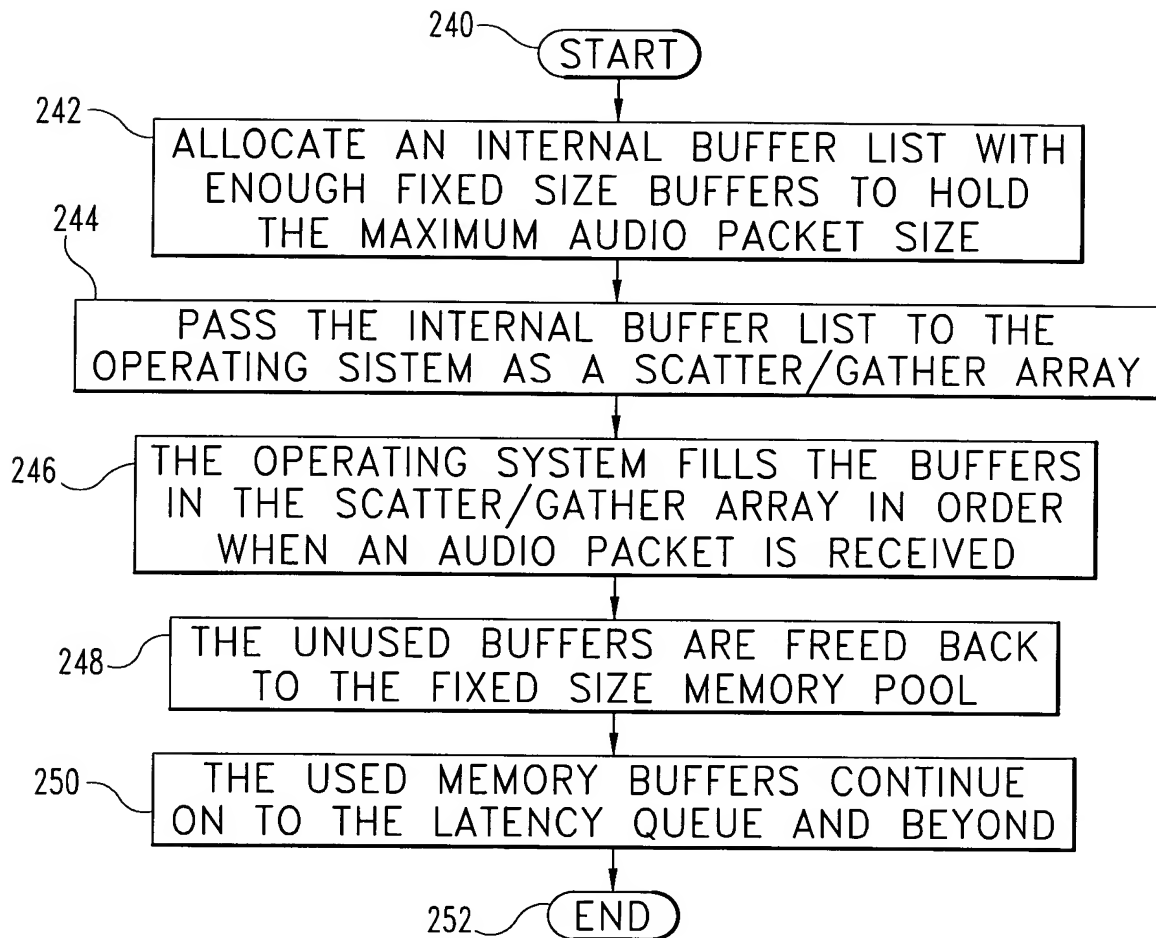 240
START
242
ALLOCATE AN INTERNAL BUFFER LIST WITH
ENOUGH FIXED SIZE BUFFERS TO HOLD
THE MAXIMUM AUDIO PACKET SIZE
244
PASS THE INTERNAL BUFFER LIST TO THE
OPERATING SISTEM AS A SCATTER/GATHER ARRAY
246
THE OPERATING SYSTEM FILLS THE BUFFERS
IN THE SCATTER/GATHER ARRAY IN ORDER
WHEN AN AUDIO PACKET IS RECEIVED
248
THE UNUSED BUFFERS ARE FREED BACK
TO THE FIXED SIZE MEMORY POOL
250
THE USED MEMORY BUFFERS CONTINUE
ON TO THE LATENCY QUEUE AND BEYOND
252
END